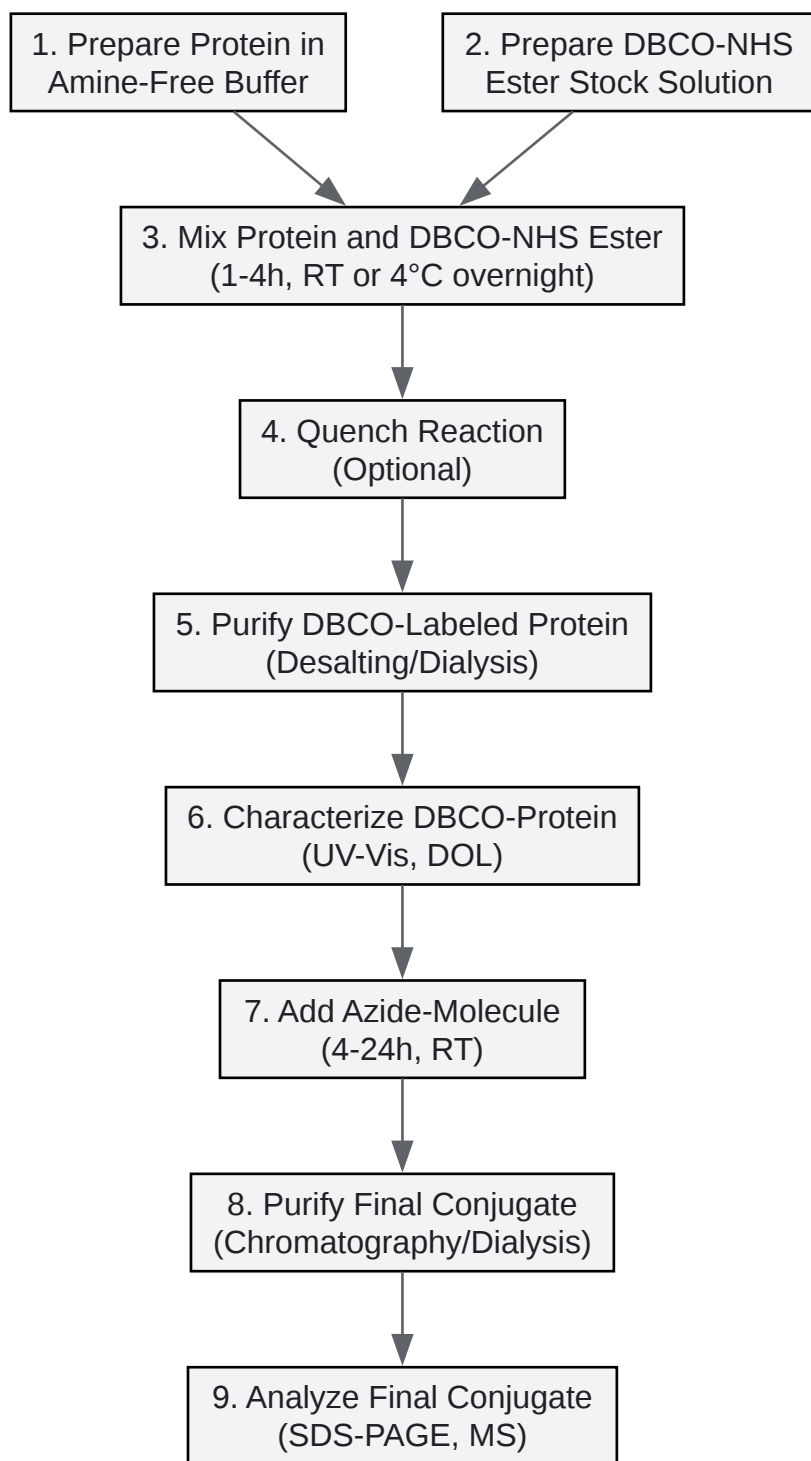 1. Prepare Protein in
Amine-Free Buffer
2. Prepare DBCO-NHS
Ester Stock Solution
3. Mix Protein and DBCO-NHS Ester
(1-4h, RT or 4°C overnight)
4. Quench Reaction
(Optional)
5. Purify DBCO-Labeled Protein
(Desalting/Dialysis)
6. Characterize DBCO-Protein
(UV-Vis, DOL)
7. Add Azide-Molecule
(4-24h, RT)
8. Purify Final Conjugate
(Chromatography/Dialysis)
9. Analyze Final Conjugate
(SDS-PAGE, MS)